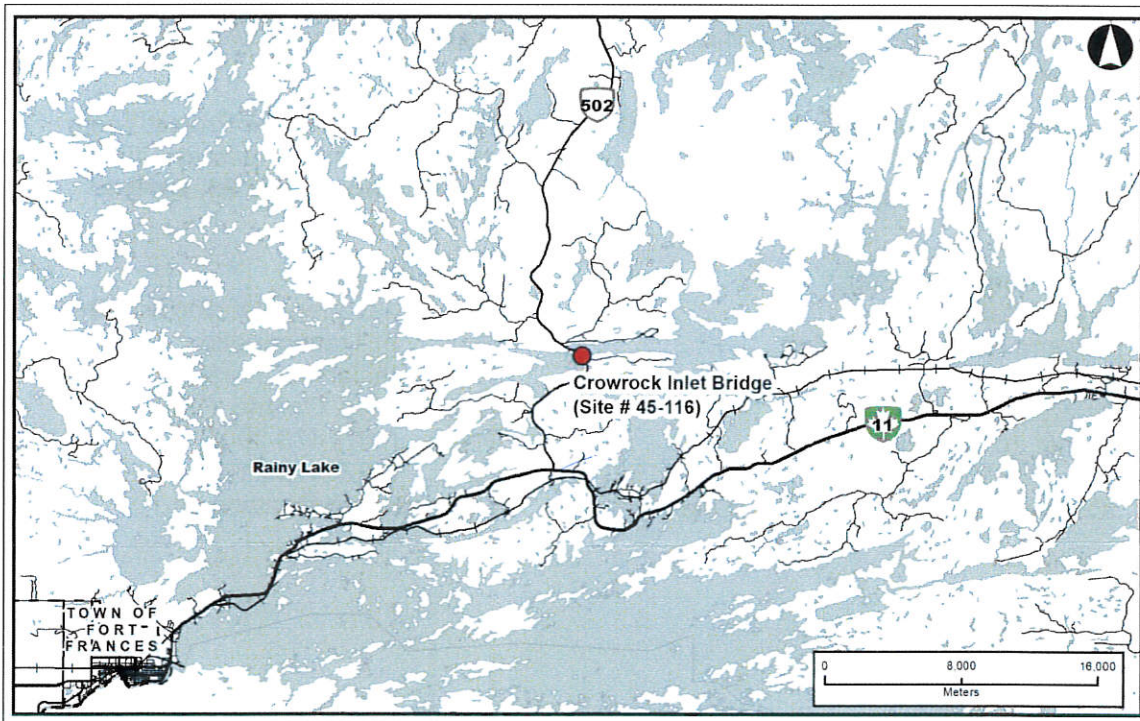 502
Crowrock Inlet Bridge
(Site # 45-116)
11
Rainy Lake
TOWN OF
FORT
FRANCES
0 8,000 16,000
Meters